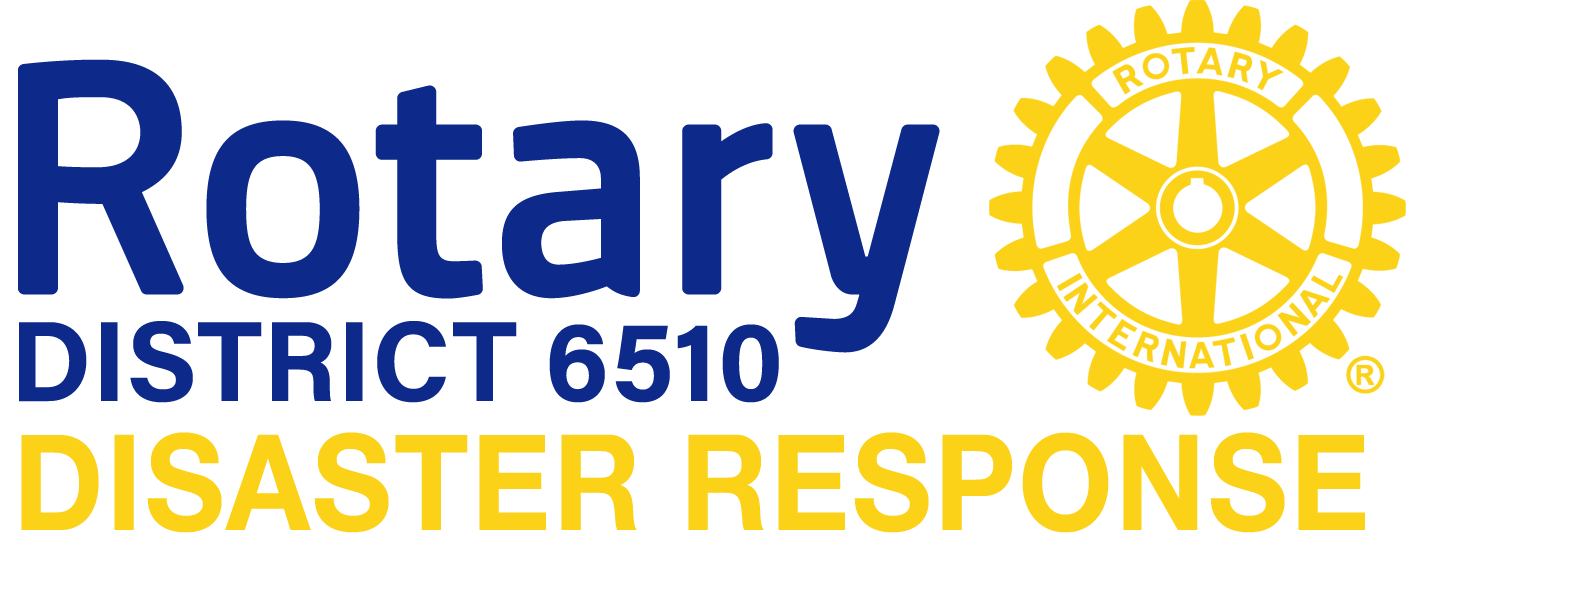 Rotary
DISTRICT 6510
DISASTER RESPONSE
ROTARY
INTERNATIONAL
®